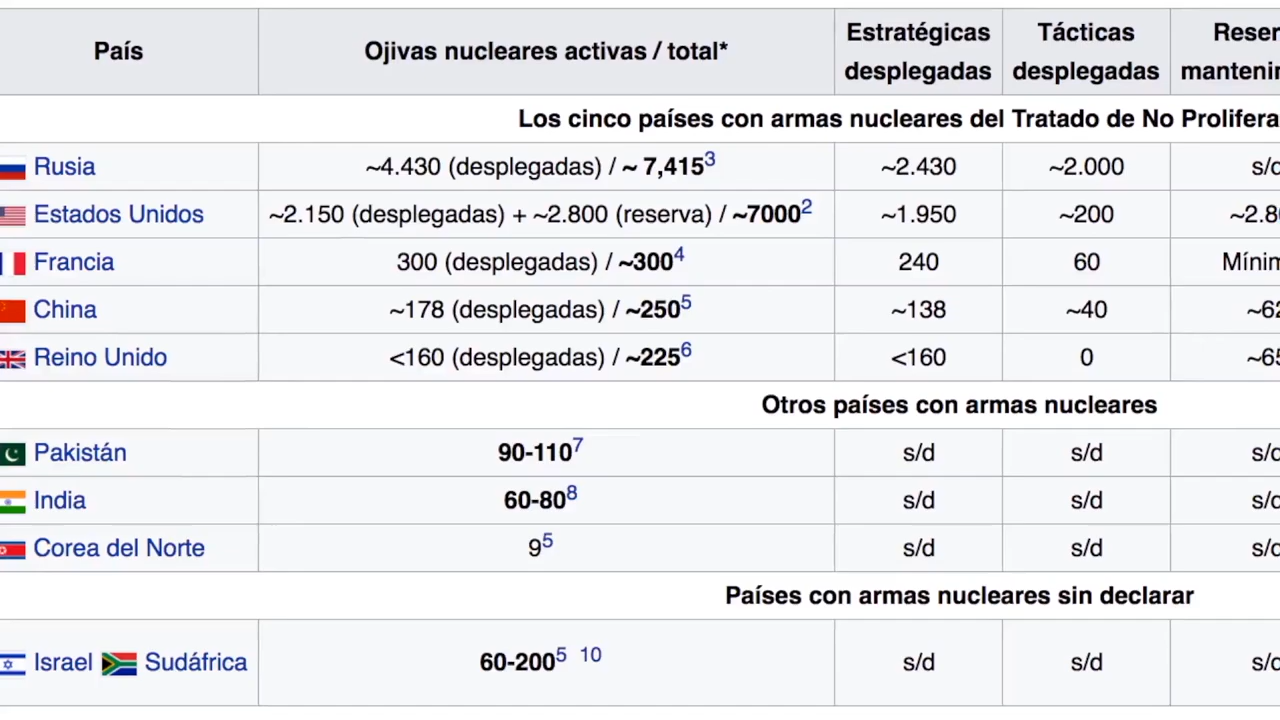 País Ojivas nucleares activas / total* Estratégicas desplegadas Tácticas desplegadas
Los cinco países con armas nucleares del Tratado de No
Rusia ~4.430 (desplegadas) / ~ 7,415³ ~2.430 ~2.000
Estados Unidos ~2.150 (desplegadas) + ~2.800 (reserva) / ~7000² ~1.950 ~200
Francia 300 (desplegadas) / ~300⁴ 240 60
China ~178 (desplegadas) / ~250⁵ ~138 ~40 ~62
Reino Unido <160 (desplegadas) / ~225⁶ <160 0 ~65
Otros países con armas nucleares
Pakistán 90-110⁷ s/d s/d
India 60-80⁸ s/d s/d
Corea del Norte 9⁵ s/d s/d
Países con armas nucleares sin declarar
Israel Sudáfrica 60-200⁵ ¹⁰ s/d s/d